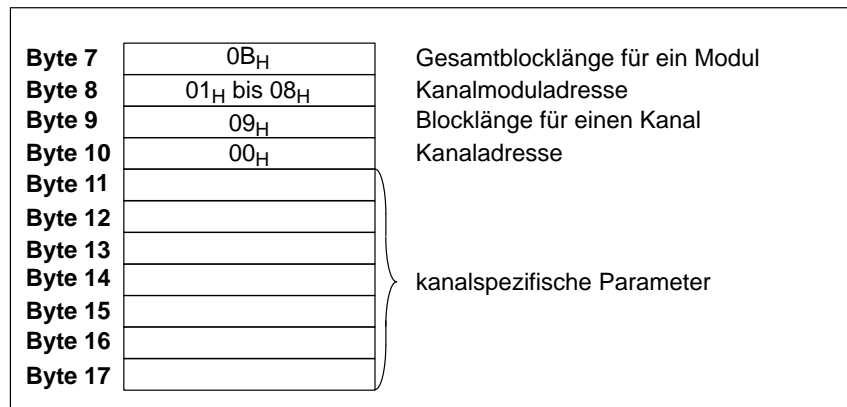 Byte 7 0BH Gesamtblocklänge für ein Modul
Byte 8 01H bis 08H Kanalmoduladresse
Byte 9 09H Blocklänge für einen Kanal
Byte 10 00H Kanaladresse
Byte 11
Byte 12
Byte 13
Byte 14 kanalspezifische Parameter
Byte 15
Byte 16
Byte 17